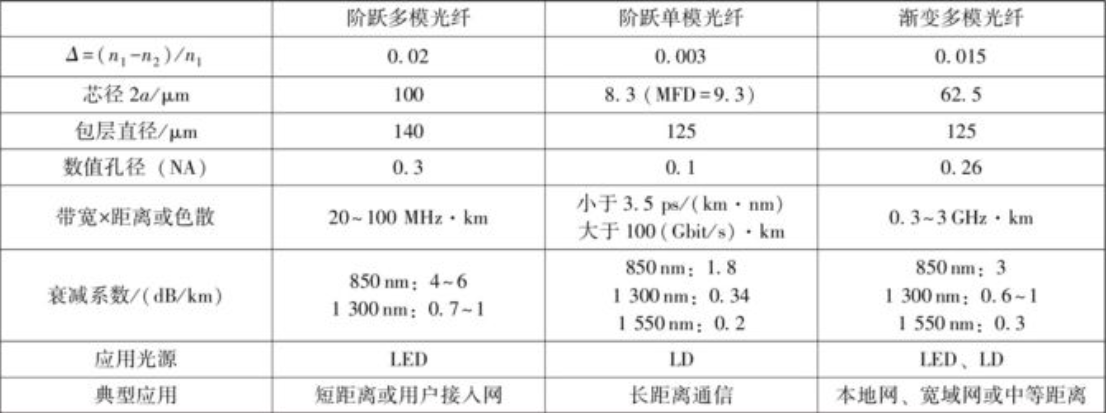 阶跃多模光纤 阶跃单模光纤 渐变多模光纤
Δ=(n₁-n₂)/n₁ 0.02 0.003 0.015
芯径 2a/μm 100 8.3(MFD=9.3) 62.5
包层直径/μm 140 125 125
数值孔径 (NA) 0.3 0.1 0.26
带宽×距离或色散 20~100 MHz·km 小于 3.5 ps/(km·nm) 0.3~3 GHz·km
大于 100(Gbit/s)·km
衰减系数/(dB/km) 850 nm: 4~6 850 nm: 1.8 850 nm: 3
1 300 nm: 0.7~1 1 300 nm: 0.34 1 300 nm: 0.6~1
1 550 nm: 0.2 1 550 nm: 0.3
应用光源 LED LD LED、LD
典型应用 短距离或用户接入网 长距离通信 本地网、宽域网或中等距离